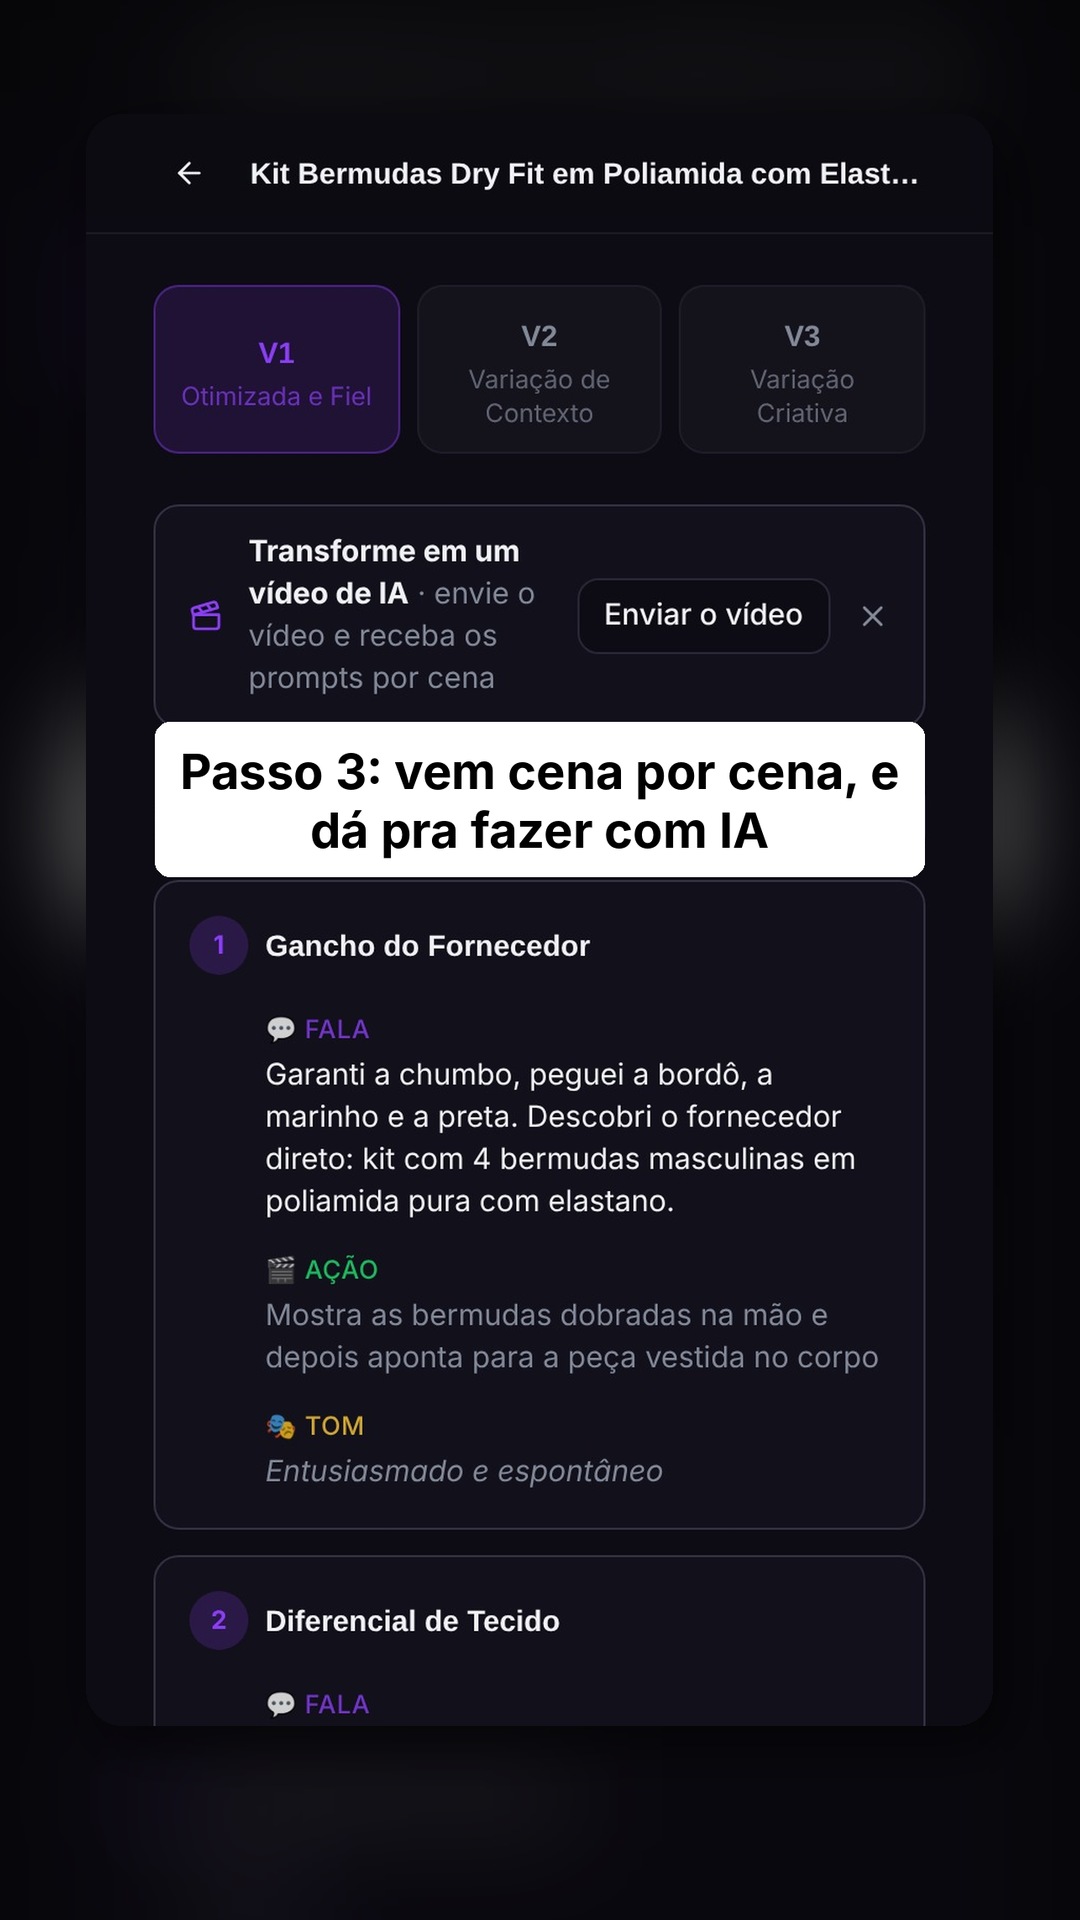 Kit Bermudas Dry Fit em Poliamida com Elast...
V1
Otimizada e Fiel
V2
Variação de
Contexto
V3
Variação
Criativa
Transforme em um
vídeo de IA · envie o
vídeo e receba os
prompts por cena
Enviar o vídeo
Passo 3: vem cena por cena, e
dá pra fazer com IA
1
Gancho do Fornecedor
FALA
Garanti a chumbo, peguei a bordô, a
marinho e a preta. Descobri o fornecedor
direto: kit com 4 bermudas masculinas em
poliamida pura com elastano.
AÇÃO
Mostra as bermudas dobradas na mão e
depois aponta para a peça vestida no corpo
TOM
Entusiasmado e espontâneo
2
Diferencial de Tecido
FALA